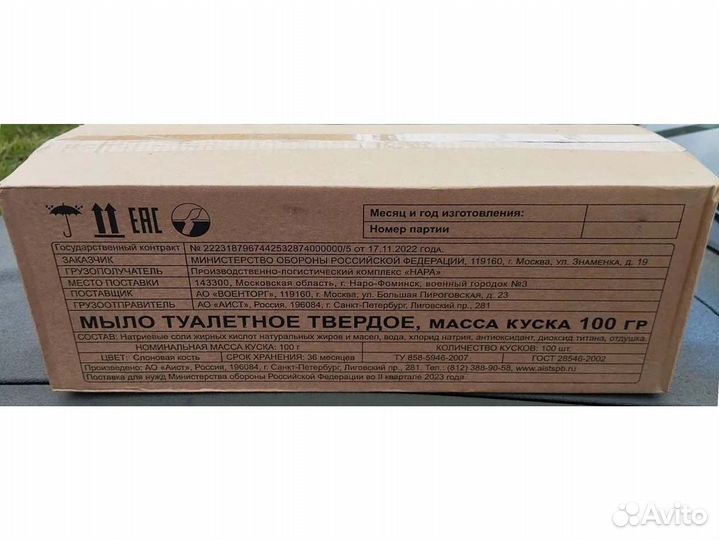 EAC
Месяц и год изготовления:
Номер партии
Государственный контракт № 2223187967442532874000000/5 от 17.11.2022 года.
ЗАКАЗЧИК МИНИСТЕРСТВО ОБОРОНЫ РОССИЙСКОЙ ФЕДЕРАЦИИ, 119160, г. Москва, ул. Знаменка, д. 19
ГРУЗОПОЛУЧАТЕЛЬ Производственно-логистический комплекс «НАРА»
МЕСТО ПОСТАВКИ 143300, Московская область, г. Наро-Фоминск, военный городок №3
ПОСТАВЩИК АО «ВОЕНТОРГ», 119160, г. Москва, ул. Большая Пироговская, д. 23
ГРУЗООТПРАВИТЕЛЬ АО «АИСТ», Россия, 196084, г. Санкт-Петербург, Лиговский пр., 281
МЫЛО ТУАЛЕТНОЕ ТВЕРДОЕ, МАССА КУСКА 100 ГР
СОСТАВ: Натриевые соли жирных кислот натуральных жиров и масел, вода, хлорид натрия, антиоксидант, диоксид титана, отдушка.
НОМИНАЛЬНАЯ МАССА КУСКА: 100 г КОЛИЧЕСТВО КУСКОВ: 100 шт.
ЦВЕТ: Слоновая кость СРОК ХРАНЕНИЯ: 36 месяцев ТУ 858-5946-2007 ГОСТ 28546-2002
Произведено: АО «Аист», Россия, 196084, г. Санкт-Петербург, Лиговский пр., 281. Тел.: (812) 388-90-58, www.aistspb.ru
Поставка для нужд Министерства обороны Российской Федерации во II квартале 2023 года
Avito